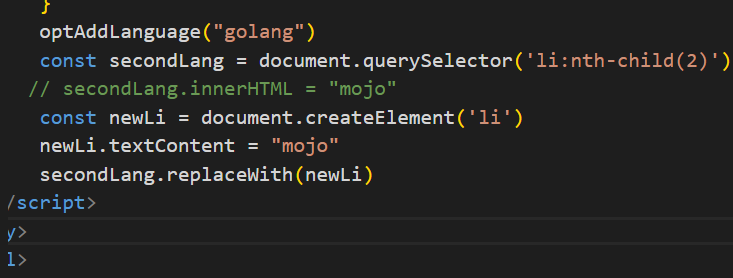 }
optAddLanguage("golang")
const secondLang = document.querySelector('li:nth-child(2)')
// secondLang.innerHTML = "mojo"
const newLi = document.createElement('li')
newLi.textContent = "mojo"
secondLang.replaceWith(newLi)
/script>
y>
l>